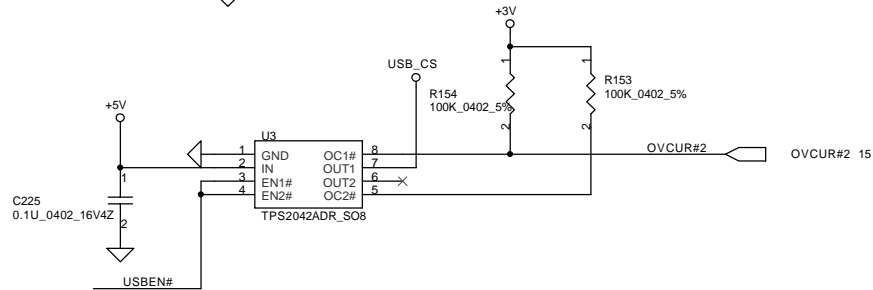 +3V
USB_CS
R154
100K_0402_5%
R153
100K_0402_5%
+5V
U3
1 GND OC1# 8
2 IN OUT1 7
3 EN1# OUT2 6
4 EN2# OC2# 5
TPS2042ADR_SO8
1
2
1
2
OVCUR#2
OVCUR#2 15
C225
0.1U_0402_16V4Z
1
2
USBEN#